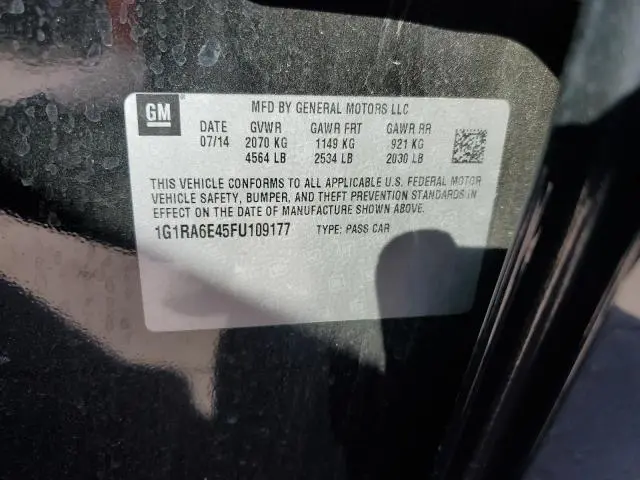 GM
MFD BY GENERAL MOTORS LLC
DATE GVWR GAWR FRT GAWR RR
07/14 2070 KG 1149 KG 921 KG
4564 LB 2534 LB 2030 LB
THIS VEHICLE CONFORMS TO ALL APPLICABLE U.S. FEDERAL MOTOR
VEHICLE SAFETY, BUMPER, AND THEFT PREVENTION STANDARDS
IN EFFECT ON THE DATE OF MANUFACTURE SHOWN ABOVE.
1G1RA6E45FU109177 TYPE: PASS CAR